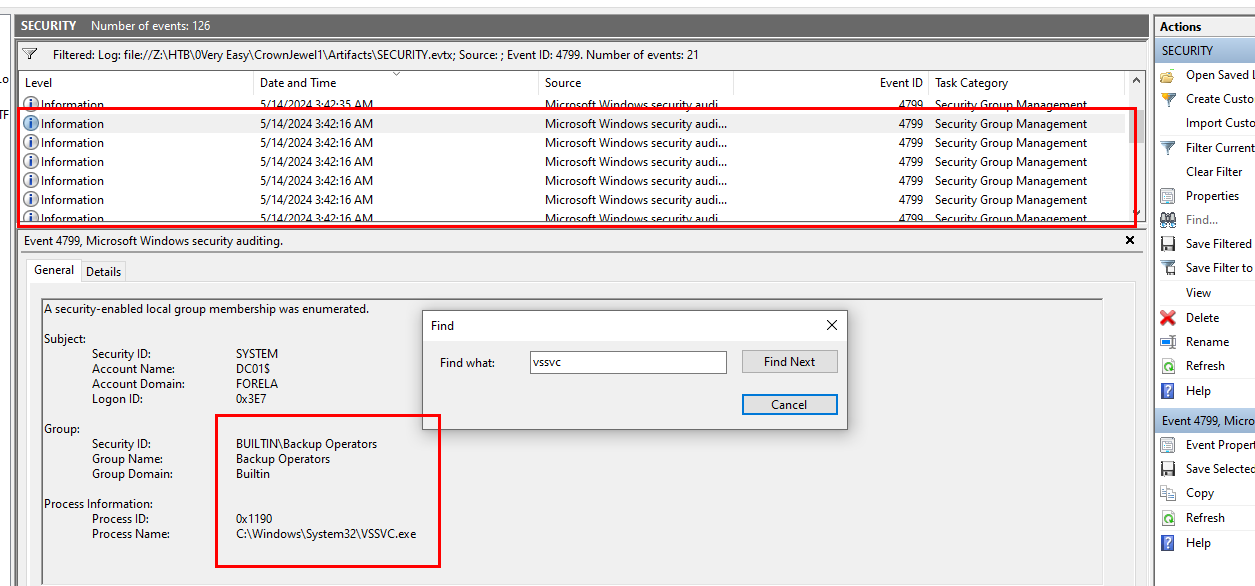 SECURITY Number of events: 126
Filtered: Log: file://Z:\HTB\0Very Easy\CrownJewel1\Artifacts\SECURITY.evtx; Source: ; Event ID: 4799. Number of events: 21
Level Date and Time Source Event ID Task Category
Information 5/14/2024 3:42:35 AM Microsoft Windows security audi... 4799 Security Group Management
Information 5/14/2024 3:42:16 AM Microsoft Windows security audi... 4799 Security Group Management
Information 5/14/2024 3:42:16 AM Microsoft Windows security audi... 4799 Security Group Management
Information 5/14/2024 3:42:16 AM Microsoft Windows security audi... 4799 Security Group Management
Information 5/14/2024 3:42:16 AM Microsoft Windows security audi... 4799 Security Group Management
Information 5/14/2024 3:42:16 AM Microsoft Windows security audi... 4799 Security Group Management
Information 5/14/2024 3:42:16 AM Microsoft Windows security audi... 4799 Security Group Management
Event 4799, Microsoft Windows security auditing.
General Details
A security-enabled local group membership was enumerated.
Subject:
Security ID: SYSTEM
Account Name: DC01$
Account Domain: FORELA
Logon ID: 0x3E7
Group:
Security ID: BUILTIN\Backup Operators
Group Name: Backup Operators
Group Domain: Builtin
Process Information:
Process ID: 0x1190
Process Name: C:\Windows\System32\VSSVC.exe
Find
Find what: vssvc Find Next
Cancel
Actions
SECURITY
Open Saved L
Create Custo
Import Custo
Filter Current
Clear Filter
Properties
Find...
Save Filtered
Save Filter to
View
Delete
Rename
Refresh
Help
Event 4799, Micro
Event Propert
Save Selected
Copy
Refresh
Help